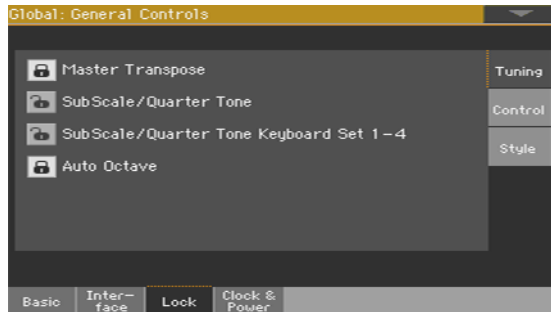 Global: General Controls
Master Transpose
SubScale/Quarter Tone
SubScale/Quarter Tone Keyboard Set 1-4
Auto Octave
Tuning
Control
Style
Basic
Inter-
face
Lock
Clock &
Power